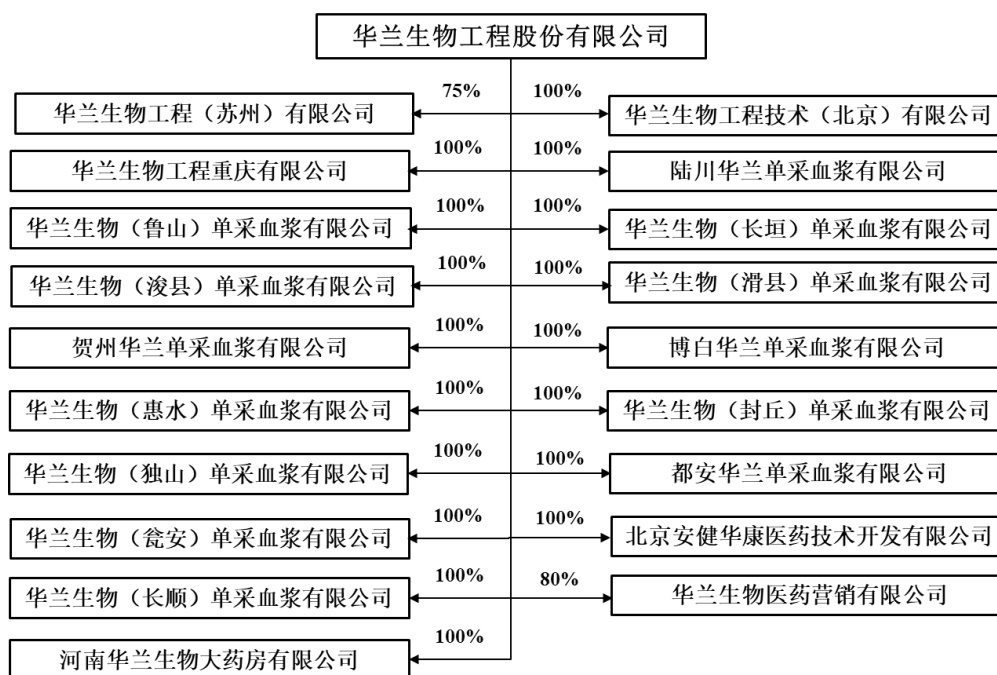 华兰生物工程股份有限公司
75%
100%
华兰生物工程（苏州）有限公司
华兰生物工程技术（北京）有限公司
100%
100%
华兰生物工程重庆有限公司
陆川华兰单采血浆有限公司
100%
100%
华兰生物（鲁山）单采血浆有限公司
华兰生物（长垣）单采血浆有限公司
100%
100%
华兰生物（浚县）单采血浆有限公司
华兰生物（滑县）单采血浆有限公司
100%
100%
贺州华兰单采血浆有限公司
博白华兰单采血浆有限公司
100%
100%
华兰生物（惠水）单采血浆有限公司
华兰生物（封丘）单采血浆有限公司
100%
100%
华兰生物（独山）单采血浆有限公司
都安华兰单采血浆有限公司
100%
100%
华兰生物（瓮安）单采血浆有限公司
北京安健华康医药技术开发有限公司
100%
80%
华兰生物（长顺）单采血浆有限公司
华兰生物医药营销有限公司
100%
河南华兰生物大药房有限公司